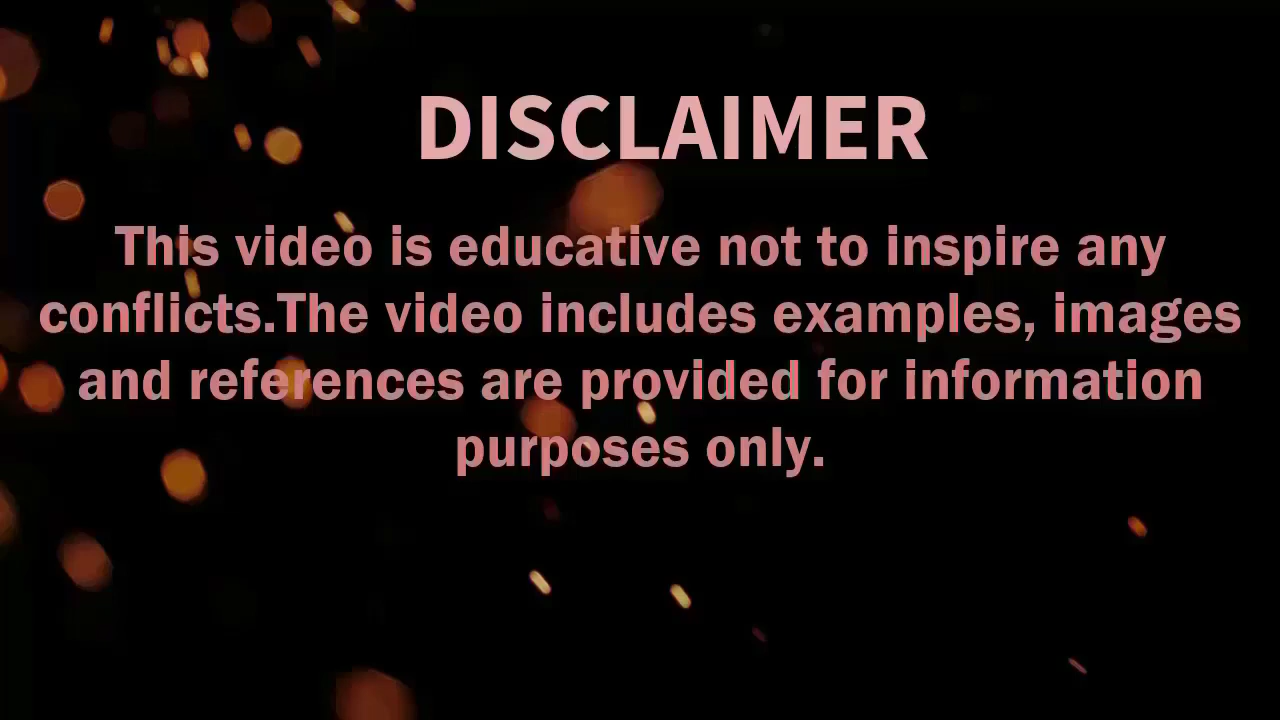 DISCLAIMER
This video is educative not to inspire any
conflicts.The video includes examples, images
and references are provided for information
purposes only.